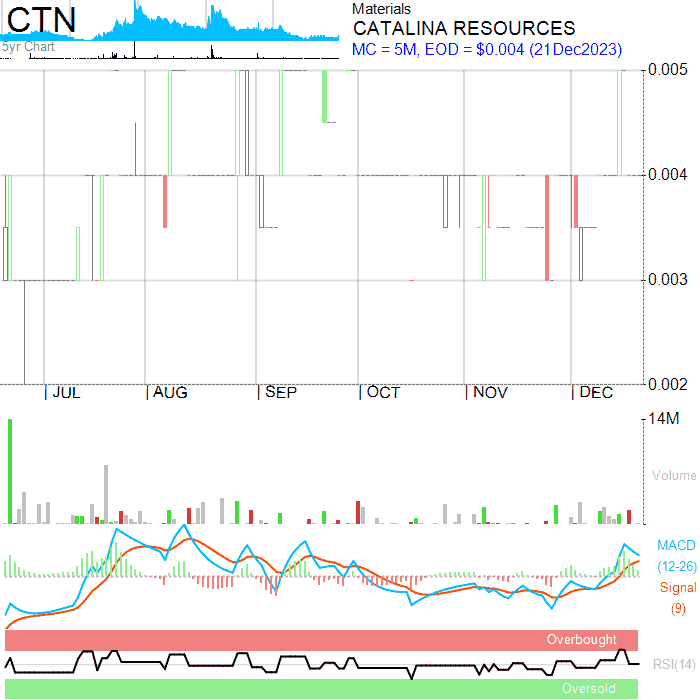 CTN
5yr Chart
Materials
CATALINA RESOURCES
MC = 5M, EOD = $0.004 (21Dec2023)
0.005
0.004
0.003
0.002
JUL AUG SEP OCT NOV DEC
14M
Volume
MACD
(12-26)
Signal
(9)
Overbought
RSI(14)
Oversold